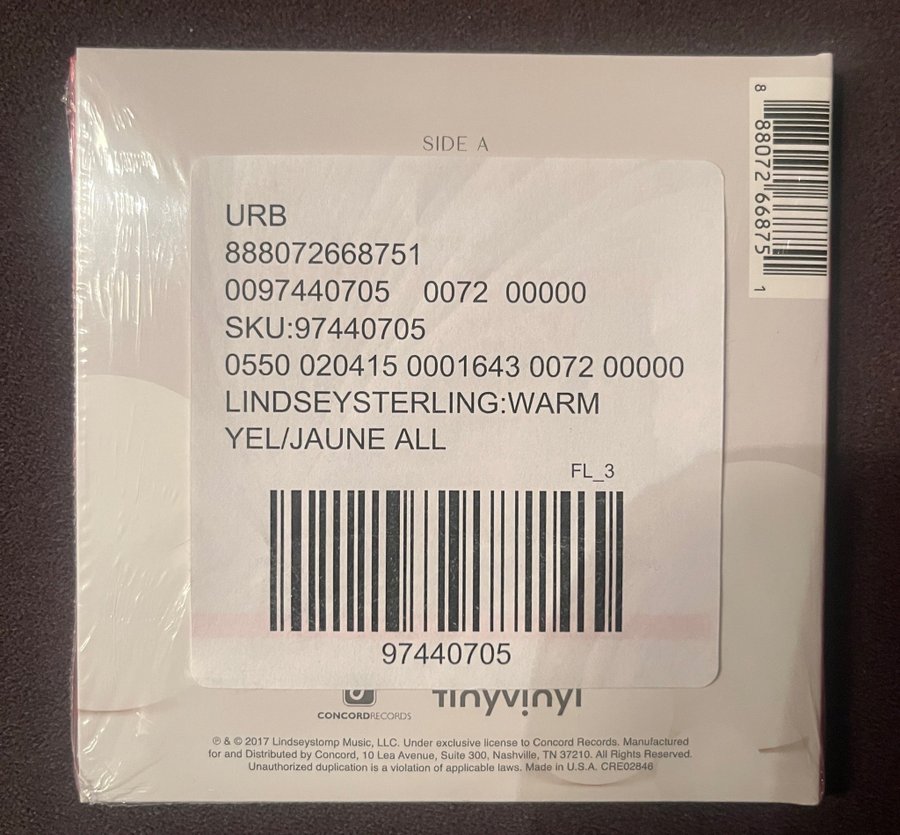 SIDE A
8 88072 66875 1
URB
888072668751
0097440705 0072 00000
SKU:97440705
0550 020415 0001643 0072 00000
LINDSEYSTERLING:WARM
YEL/JAUNE ALL
FL_3
97440705
CONCORDRECORDS
tinyvinyl
℗ & © 2017 Lindseystomp Music, LLC. Under exclusive license to Concord Records. Manufactured
for and Distributed by Concord, 10 Lea Avenue, Suite 300, Nashville, TN 37210. All Rights Reserved.
Unauthorized duplication is a violation of applicable laws. Made in U.S.A. CRE02846